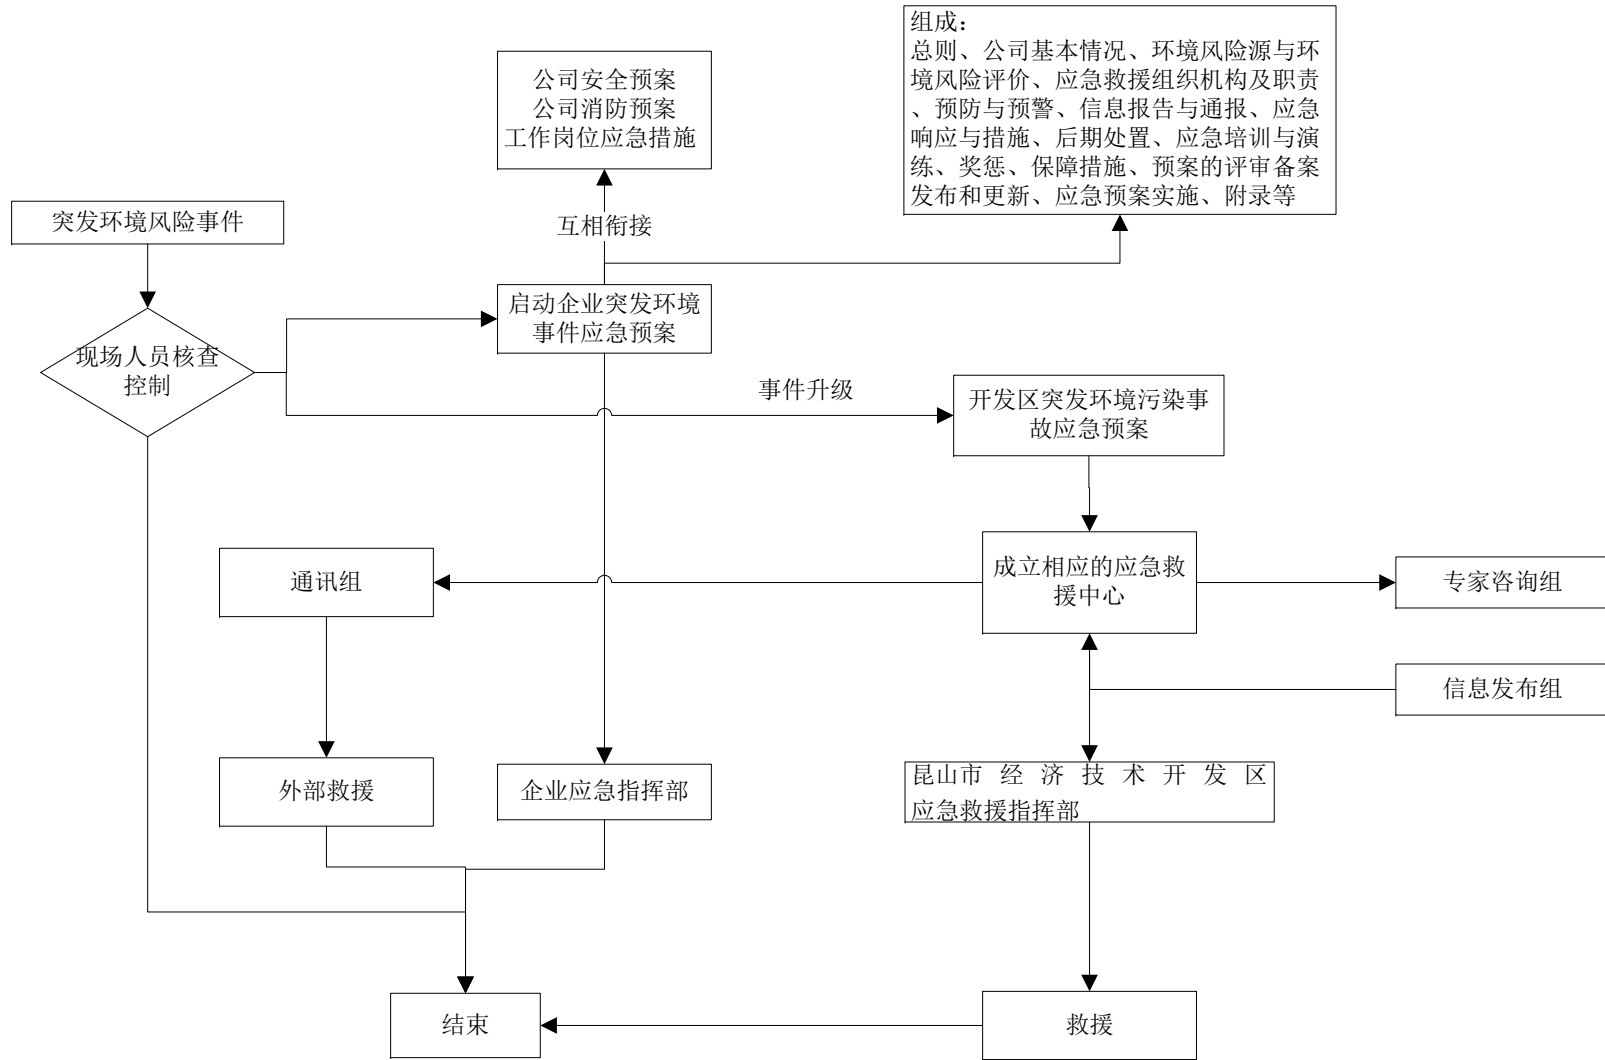 组成：
总则、公司基本情况、环境风险源与环
境风险评价、应急救援组织机构及职责
、预防与预警、信息报告与通报、应急
响应与措施、后期处置、应急培训与演
练、奖惩、保障措施、预案的评审备案
发布和更新、应急预案实施、附录等
公司安全预案
公司消防预案
工作岗位应急措施
突发环境风险事件
互相衔接
启动企业突发环境
事件应急预案
现场人员核查
控制
事件升级
开发区突发环境污染事
故应急预案
通讯组
成立相应的应急救
援中心
专家咨询组
信息发布组
外部救援
企业应急指挥部
昆山市 经 济 技 术 开 发 区
应急救援指挥部
结束
救援